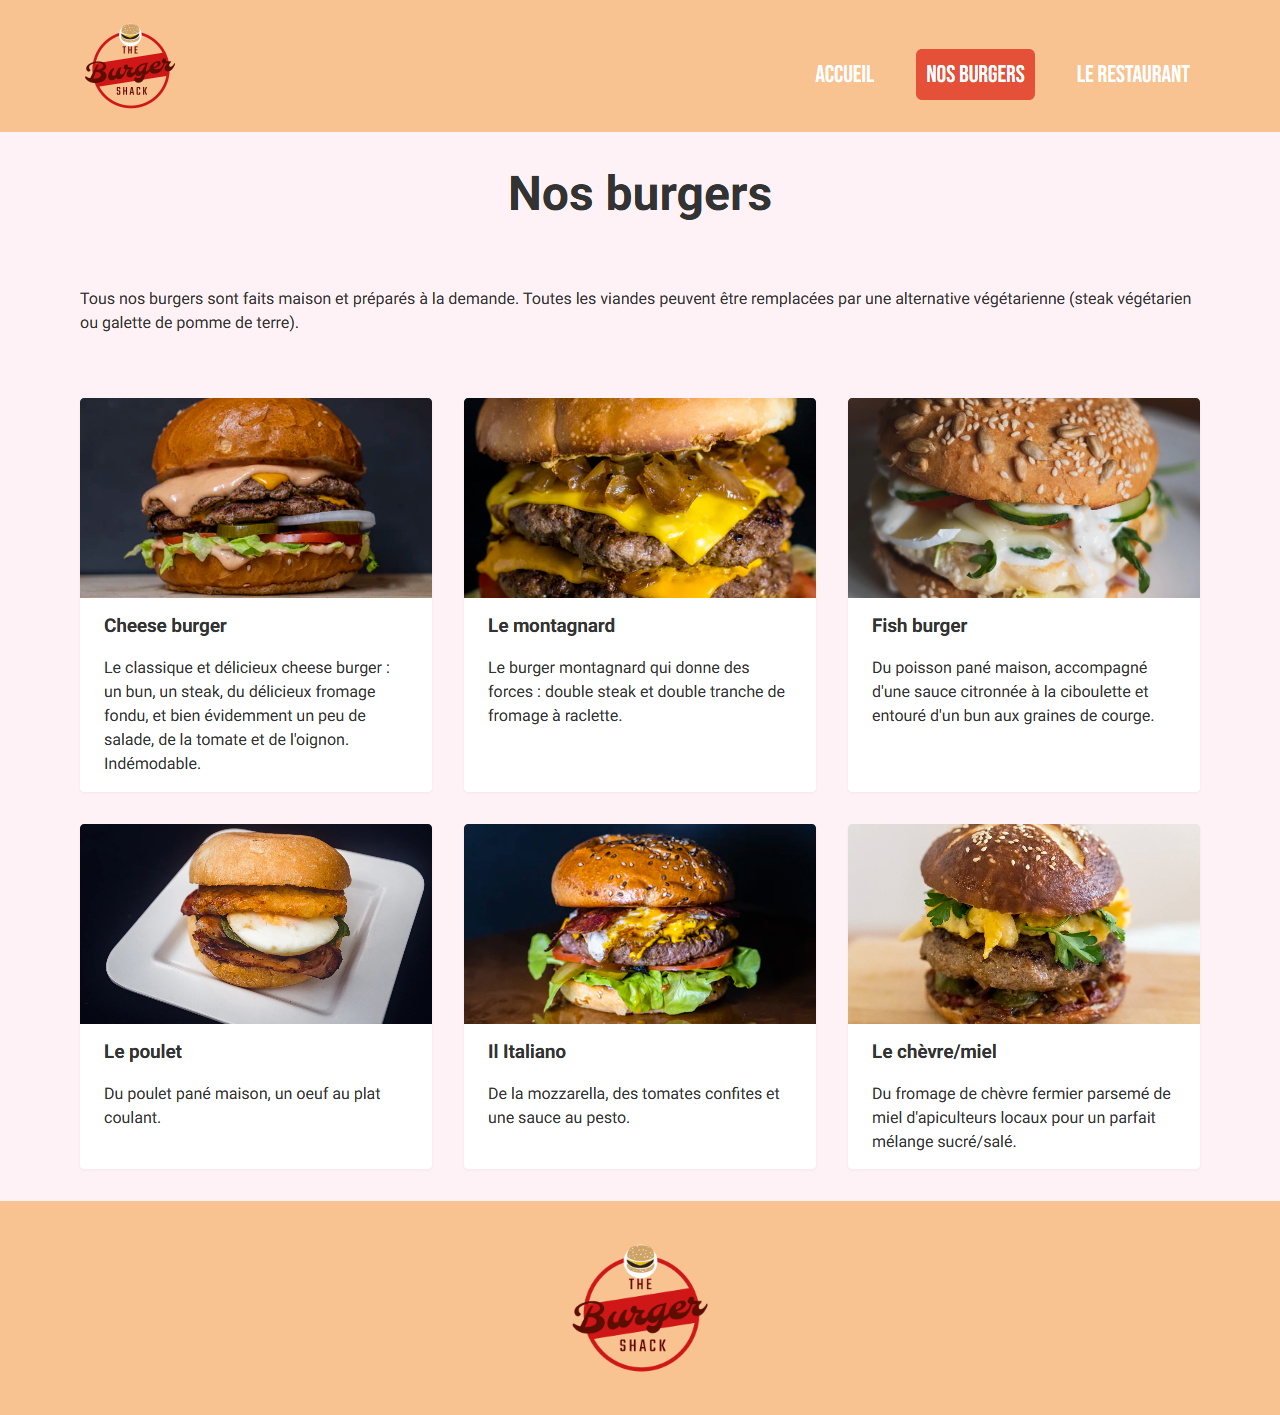 THE
Burger
SHACK
ACCUEIL
NOS BURGERS
LE RESTAURANT
Nos burgers
Tous nos burgers sont faits maison et préparés à la demande. Toutes les viandes peuvent être remplacées par une alternative végétarienne (steak végétarien
ou galette de pomme de terre).
Cheese burger
Le classique et délicieux cheese burger :
un bun, un steak, du délicieux fromage
fondu, et bien évidemment un peu de
salade, de la tomate et de l'oignon.
Indémodable.
Le montagnard
Le burger montagnard qui donne des
forces : double steak et double tranche de
fromage à raclette.
Fish burger
Du poisson pané maison, accompagné
d'une sauce citronnée à la ciboulette et
entouré d'un bun aux graines de courge.
Le poulet
Du poulet pané maison, un oeuf au plat
coulant.
Il Italiano
De la mozzarella, des tomates confites et
une sauce au pesto.
Le chèvre/miel
Du fromage de chèvre fermier parsemé de
miel d'apiculteurs locaux pour un parfait
mélange sucré/salé.
THE
Burger
SHACK